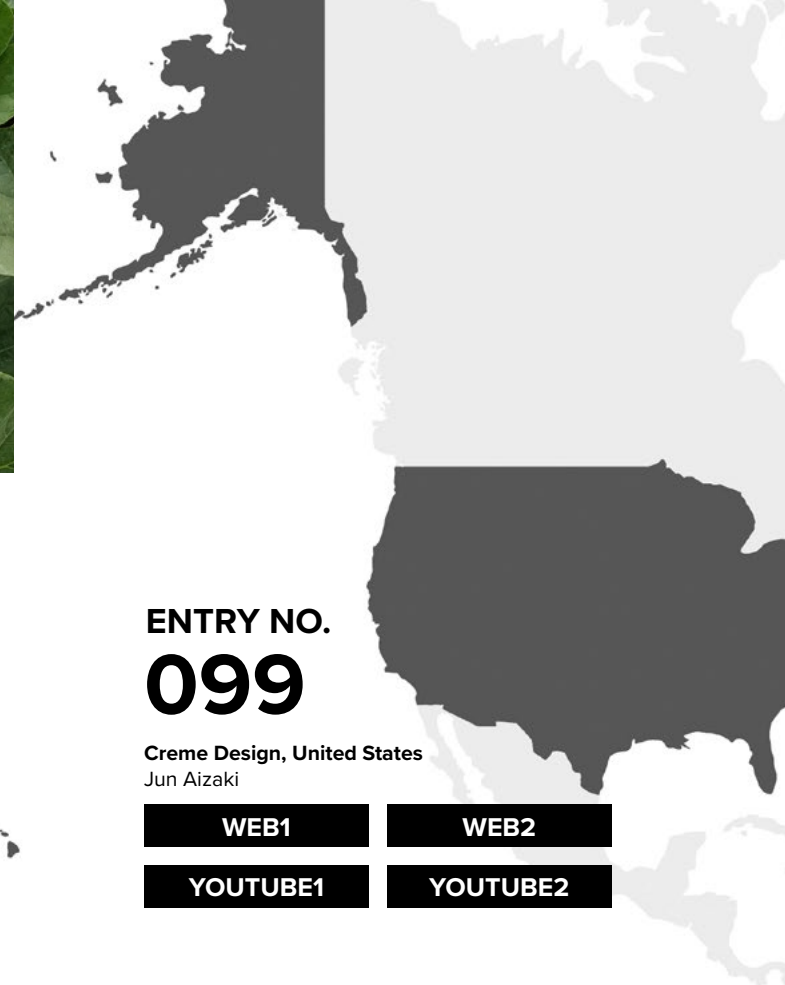 ENTRY NO.
099
Creme Design, United States
Jun Aizaki
WEB1
WEB2
YOUTUBE1
YOUTUBE2